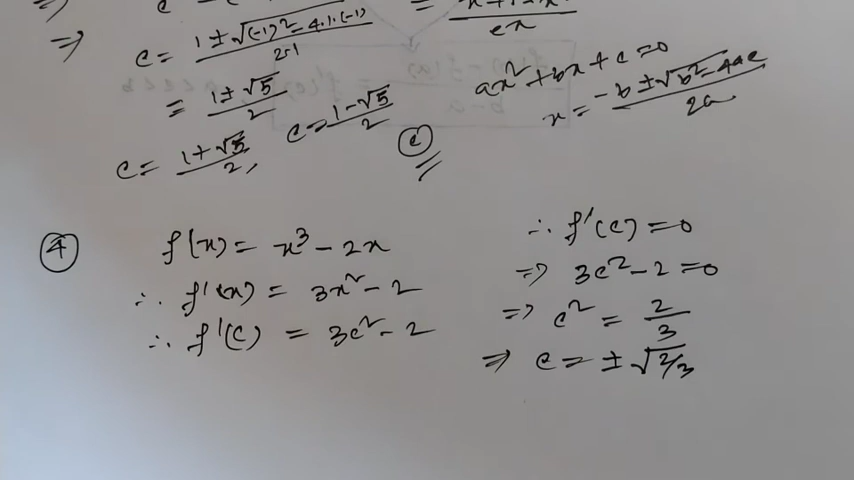 ⇒ c = (1 ± √((-1)² - 4.1.(-1))) / 2.1
= (1 ± √5) / 2
c = (1 + √5) / 2, c = (1 - √5) / 2
(c)
ax² + bx + c = 0
x = (-b ± √(b² - 4ac)) / 2a
(4) f(x) = x³ - 2x
∴ f'(x) = 3x² - 2
∴ f'(c) = 3c² - 2
∴ f'(c) = 0
⇒ 3c² - 2 = 0
⇒ c² = 2/3
⇒ c = ± √(2/3)